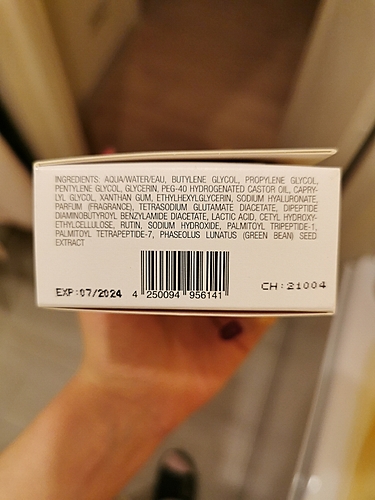 INGREDIENTS: AQUA/WATER/EAU, BUTYLENE GLYCOL, PROPYLENE GLYCOL,
PENTYLENE GLYCOL, GLYCERIN, PEG-40 HYDROGENATED CASTOR OIL, CAPRY-
LYL GLYCOL, XANTHAN GUM, ETHYLHEXYLGLYCERIN, SODIUM HYALURONATE,
PARFUM (FRAGRANCE), TETRASODIUM GLUTAMATE DIACETATE, DIPEPTIDE
DIAMINOBUTYROYL BENZYLAMIDE DIACETATE, LACTIC ACID, CETYL HYDROXY-
ETHYLCELLULOSE, RUTIN, SODIUM HYDROXIDE, PALMITOYL TRIPEPTIDE-1,
PALMITOYL TETRAPEPTIDE-7, PHASEOLUS LUNATUS (GREEN BEAN) SEED
EXTRACT
EXP:07/2024 4 250094 956141 CH:21004